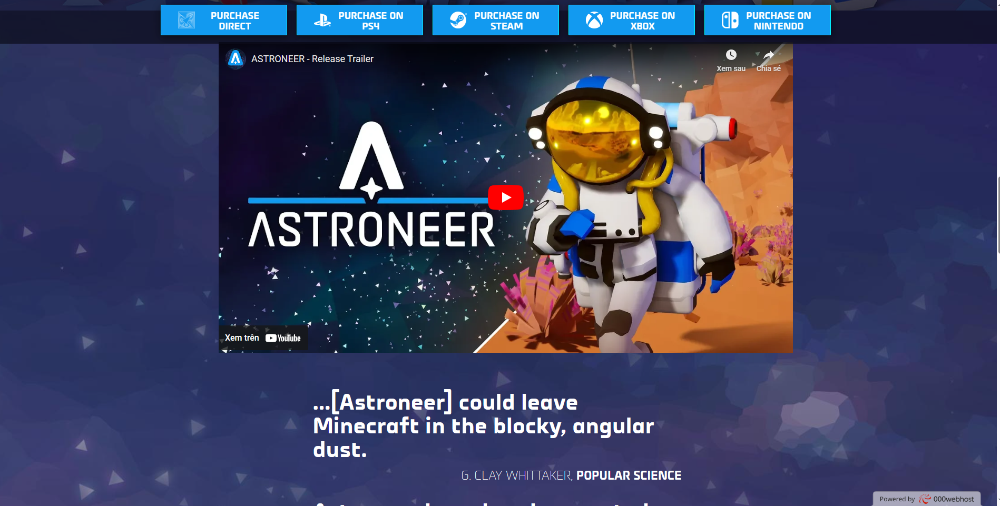 PURCHASE
DIRECT
PURCHASE ON
PS4
PURCHASE ON
STEAM
PURCHASE ON
XBOX
PURCHASE ON
NINTENDO
ASTRONEER - Release Trailer
Xem sau
Chia sẻ
ASTRONEER
Xem trên YouTube
...[Astroneer] could leave
Minecraft in the blocky, angular
dust.
G. CLAY WHITTAKER, POPULAR SCIENCE
Powered by 000webhost